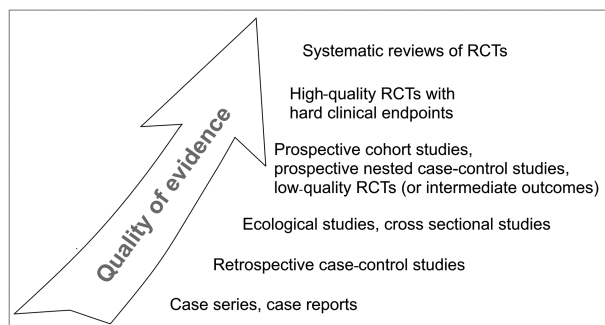 Systematic reviews of RCTs
High-quality RCTs with
hard clinical endpoints
Prospective cohort studies,
prospective nested case-control studies,
low-quality RCTs (or intermediate outcomes)
Ecological studies, cross sectional studies
Retrospective case-control studies
Case series, case reports
Quality of evidence